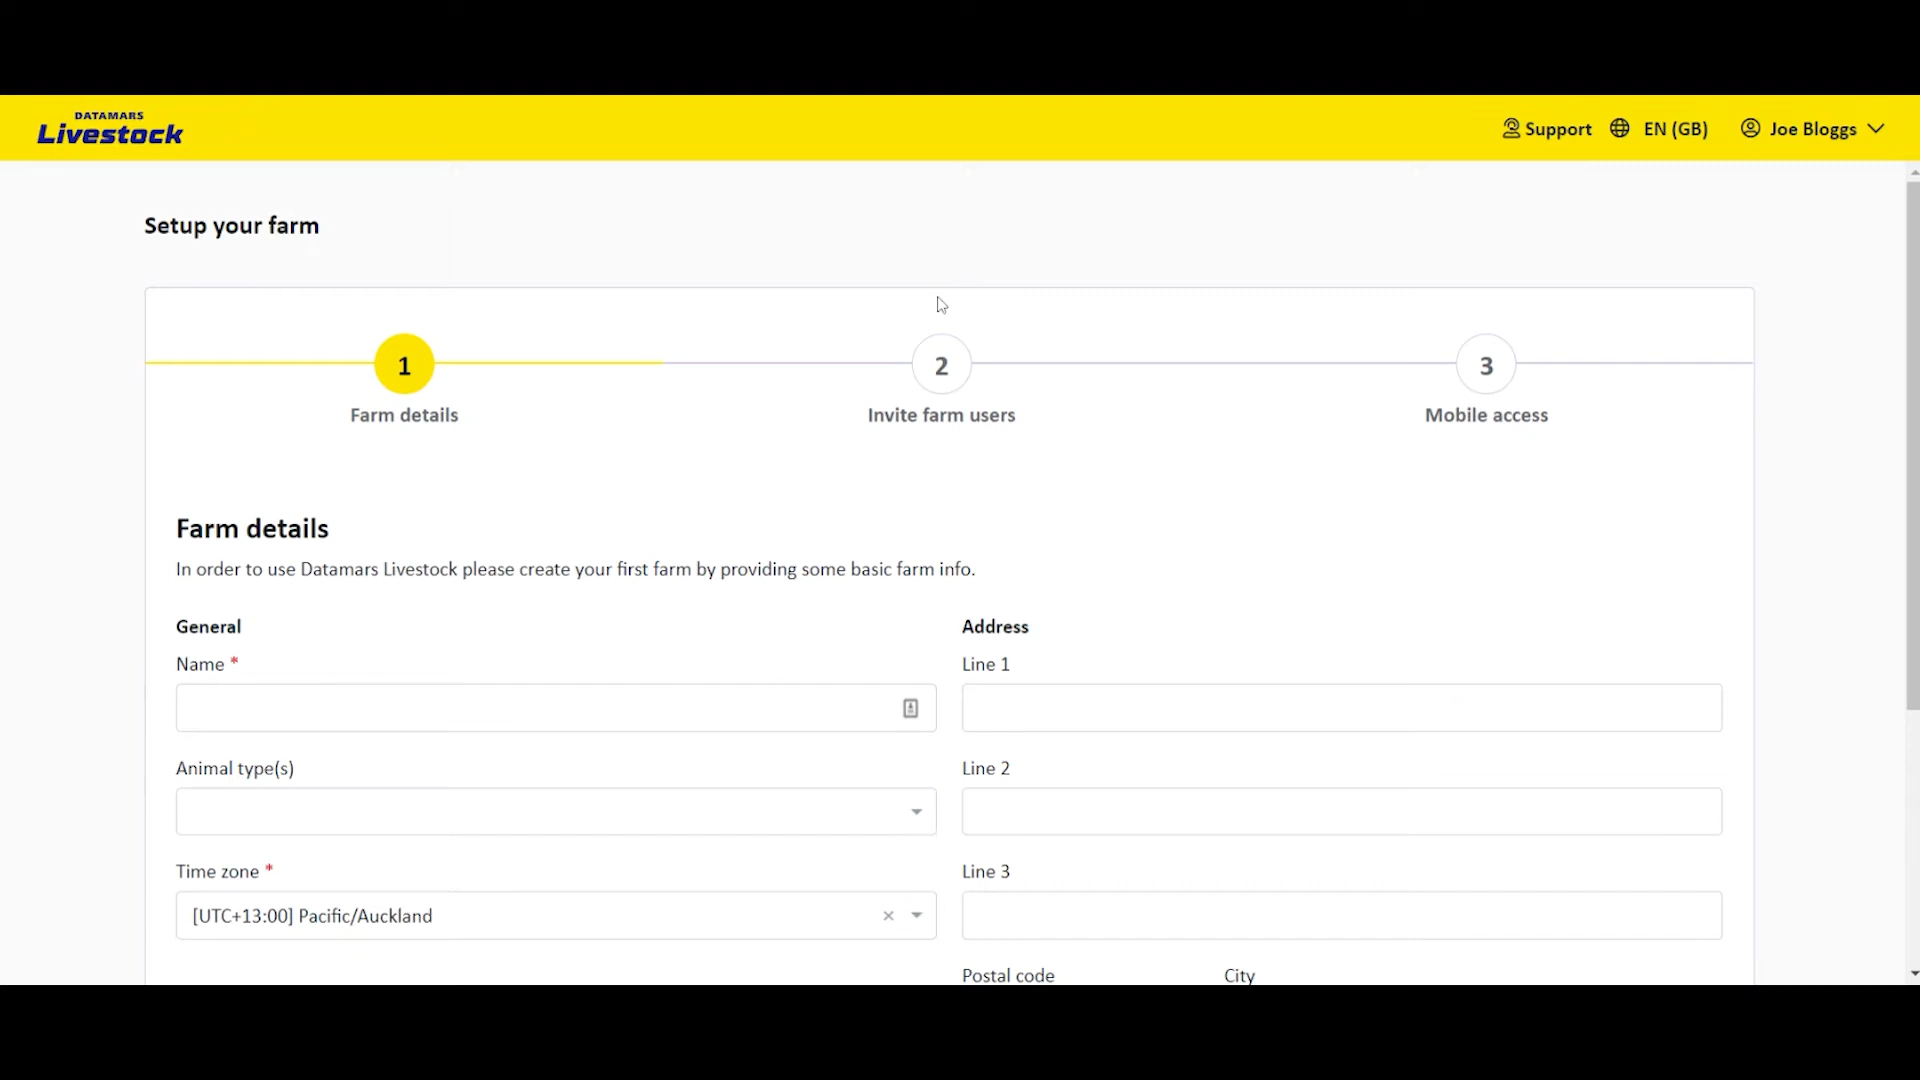 DATAMARS
Livestock
Support
EN (GB)
Joe Bloggs
Setup your farm
1
2
3
Farm details
Invite farm users
Mobile access
Farm details
In order to use Datamars Livestock please create your first farm by providing some basic farm info.
General
Address
Name *
Line 1
Animal type(s)
Line 2
Time zone *
Line 3
[UTC+13:00] Pacific/Auckland
Postal code
City